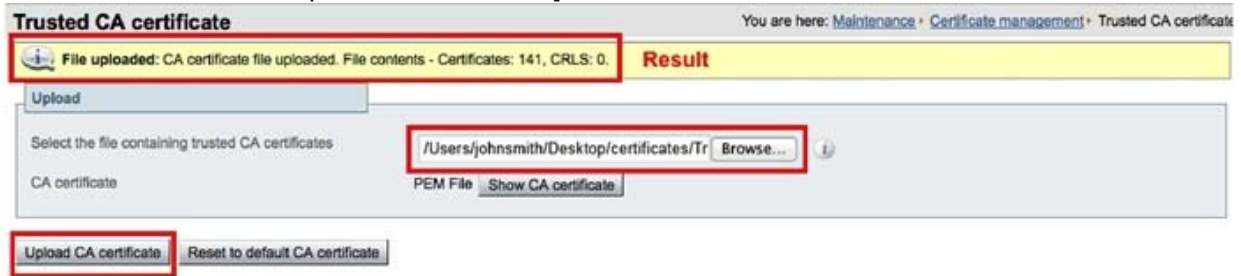 Trusted CA certificate
You are here: Maintenance › Certificate management › Trusted CA certificate
File uploaded: CA certificate file uploaded. File contents - Certificates: 141, CRLS: 0.
Result
Upload
Select the file containing trusted CA certificates
/Users/johnsmith/Desktop/certificates/Tr Browse...
CA certificate
PEM File Show CA certificate
Upload CA certificate Reset to default CA certificate